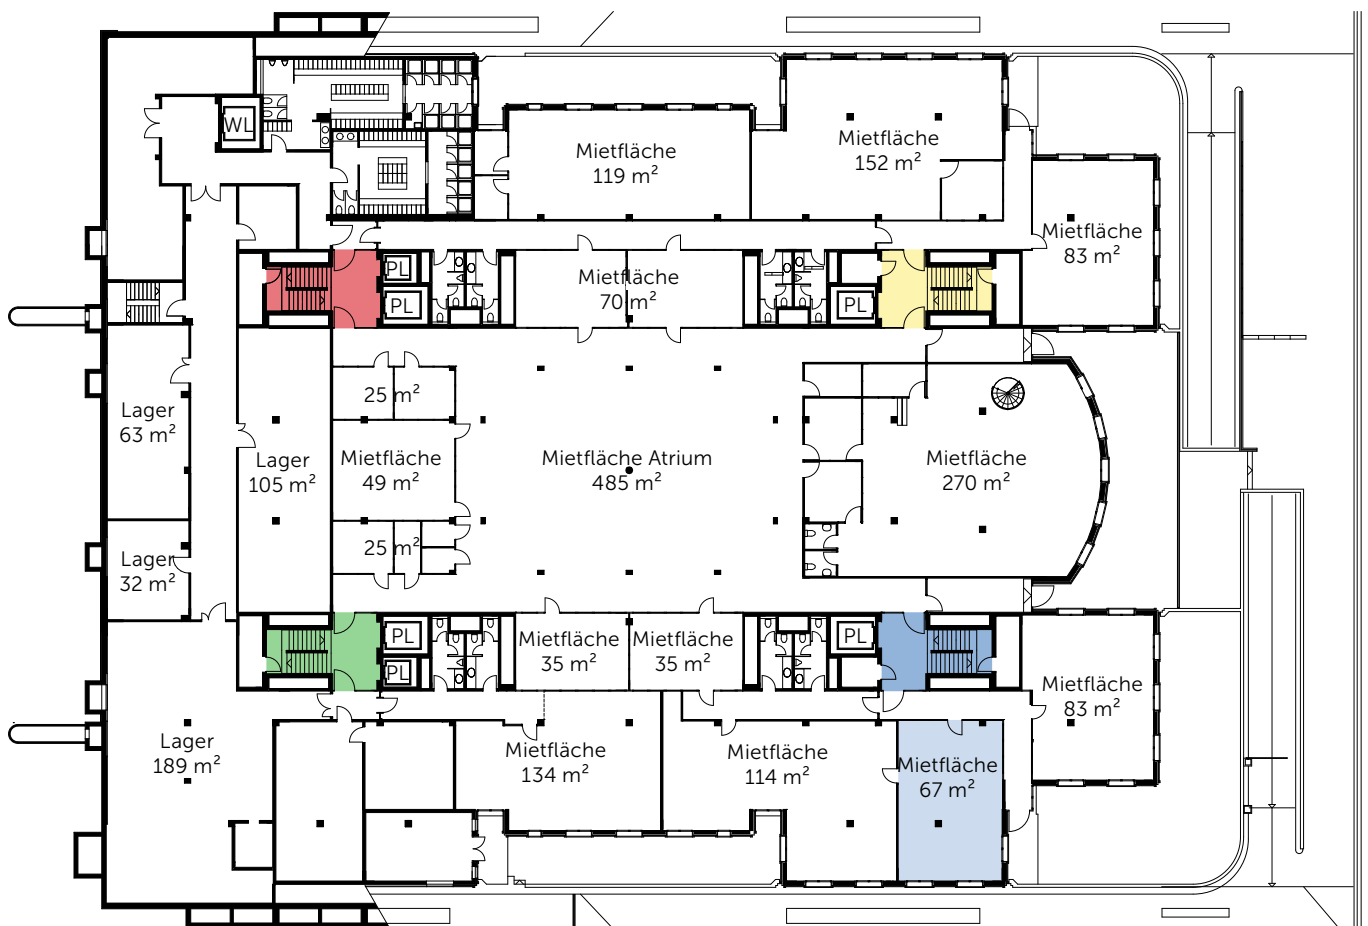 WL
Mietfläche
119 m²
Mietfläche
152 m²
Mietfläche
83 m²
PL
PL
Mietfläche
70 m²
PL
25 m²
Lager
63 m²
Lager
105 m²
Mietfläche
49 m²
Mietfläche Atrium
485 m²
Mietfläche
270 m²
25 m²
Lager
32 m²
PL
PL
Mietfläche
35 m²
Mietfläche
35 m²
PL
Mietfläche
83 m²
Lager
189 m²
Mietfläche
134 m²
Mietfläche
114 m²
Mietfläche
67 m²